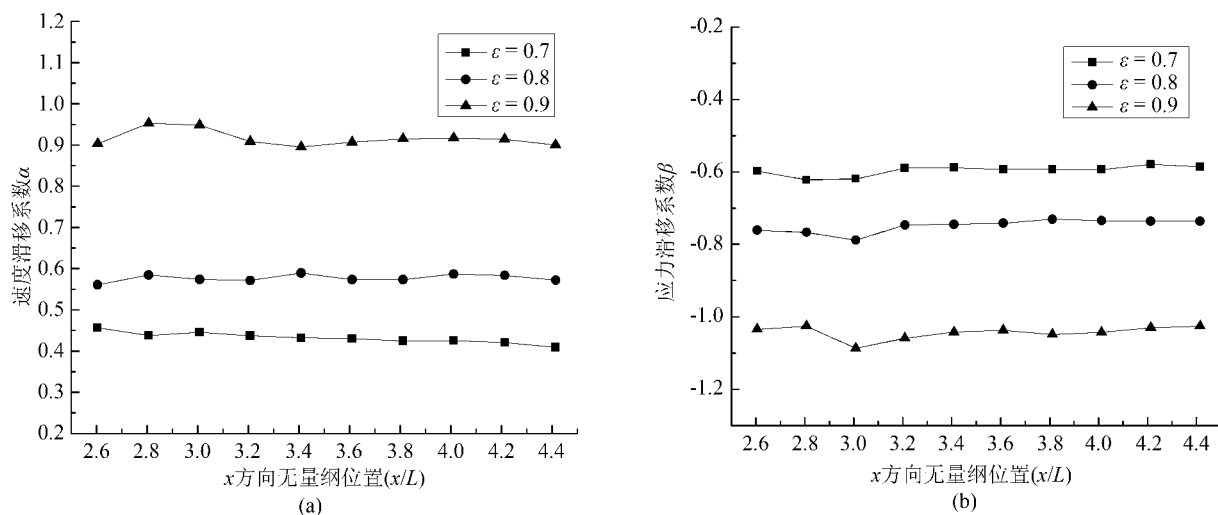 1.2
1.1
1.0
0.9
0.8
0.7
0.6
0.5
0.4
0.3
0.2
速度滑移系数α
ε = 0.7
ε = 0.8
ε = 0.9
2.6 2.8 3.0 3.2 3.4 3.6 3.8 4.0 4.2 4.4
x方向无量纲位置(x/L)
(a)
-0.2
-0.4
-0.6
-0.8
-1.0
-1.2
应力滑移系数β
ε = 0.7
ε = 0.8
ε = 0.9
2.6 2.8 3.0 3.2 3.4 3.6 3.8 4.0 4.2 4.4
x方向无量纲位置(x/L)
(b)